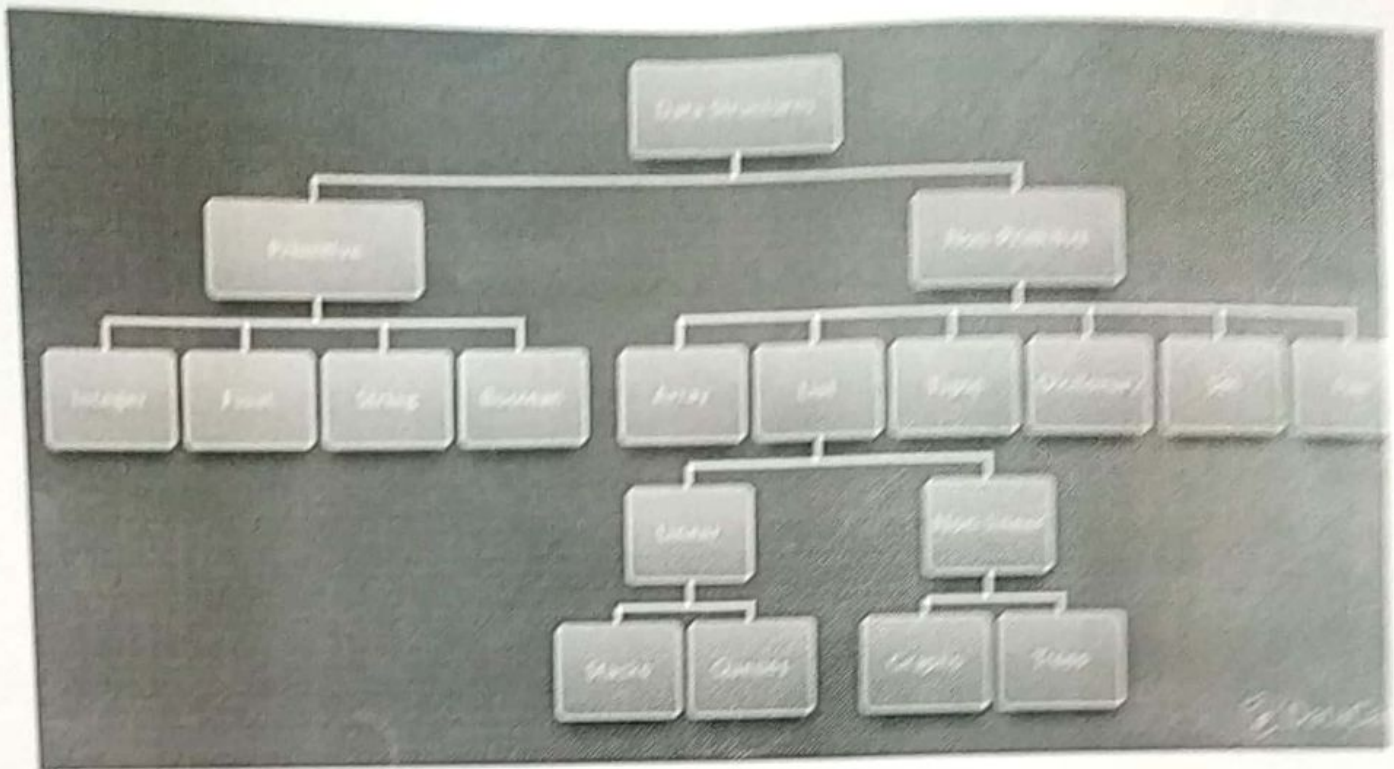 Data Structures
Primitive
Non-Primitive
Integer
Float
String
Boolean
Array
List
Tuple
Dictionary
Set
Linear
Non-Linear
Stacks
Queues
Graphs
Trees